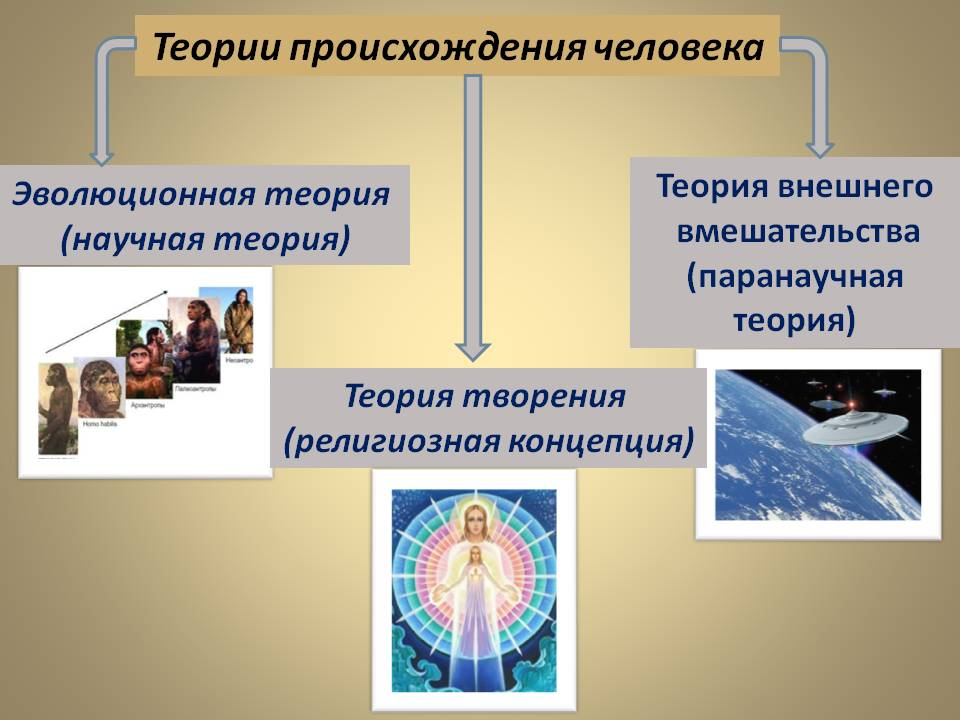 Теории происхождения человека
Эволюционная теория
(научная теория)
Теория внешнего
вмешательства
(паранаучная
теория)
Неоантро
Палеоантропы
Архантропы
Homo habilis
Теория творения
(религиозная концепция)